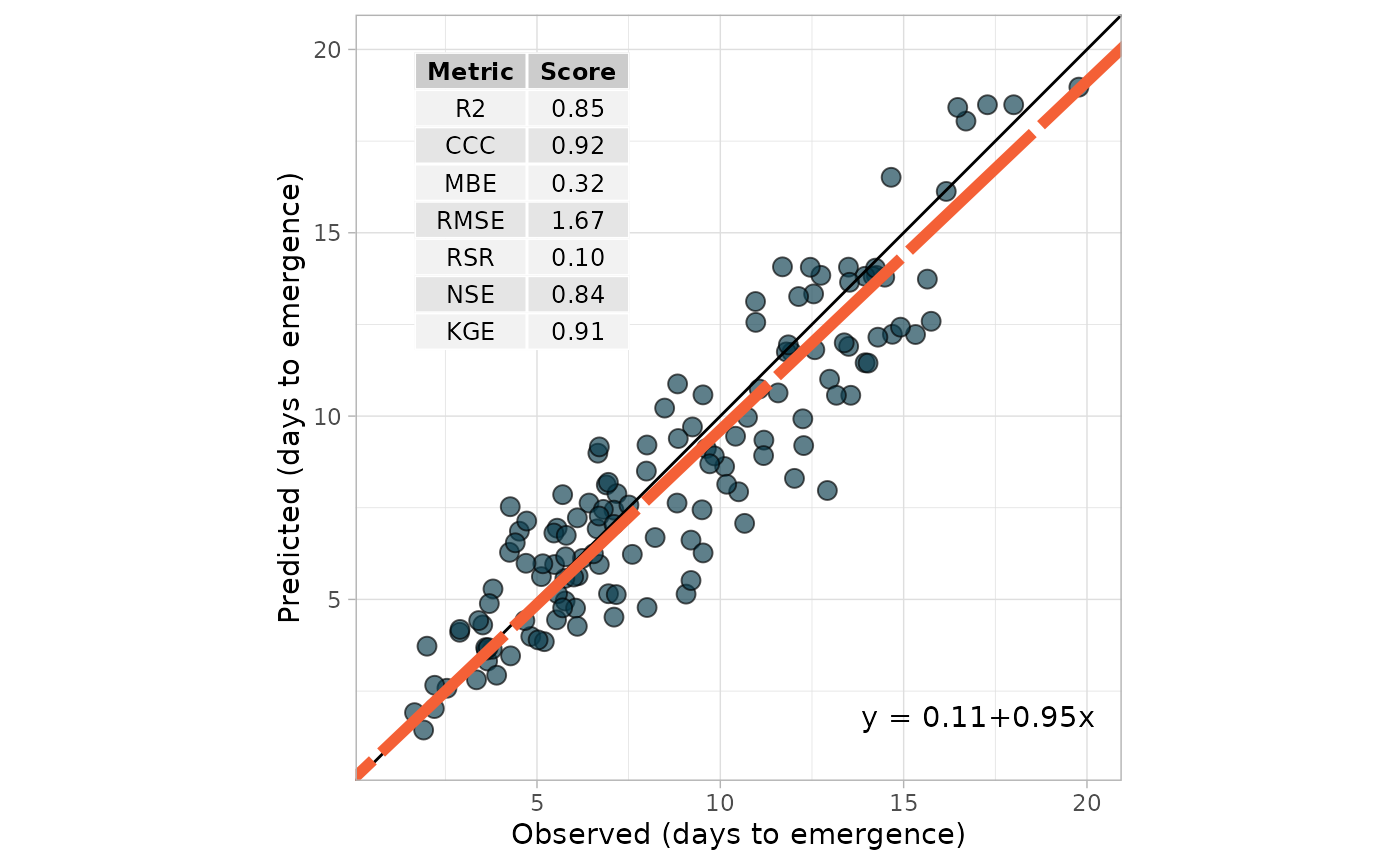 Metric Score
R2 0.85
CCC 0.92
MBE 0.32
RMSE 1.67
RSR 0.10
NSE 0.84
KGE 0.91
y = 0.11+0.95x
Predicted (days to emergence)
20
15
10
5
5 10 15 20
Observed (days to emergence)